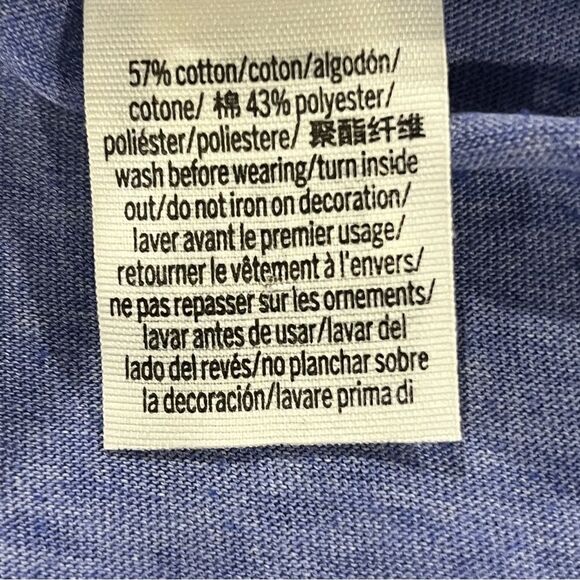 57% cotton/coton/algodón/
cotone/ 棉 43% polyester/
poliéster/poliestere/ 聚酯纤维
wash before wearing/turn inside
out/do not iron on decoration/
laver avant le premier usage/
retourner le vêtement à l'envers/
ne pas repasser sur les ornements/
lavar antes de usar/lavar del
lado del revés/no planchar sobre
la decoración/lavare prima di